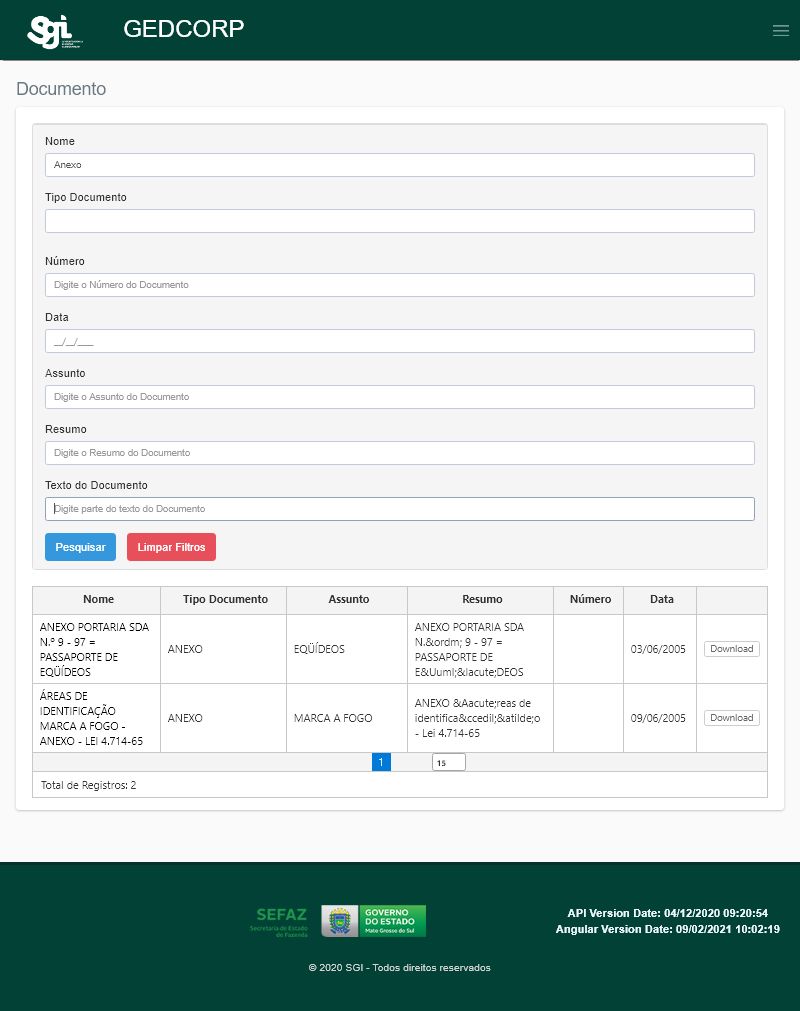 Sgi
GEDCORP
Documento
Nome
Anexo
Tipo Documento
Número
Digite o Número do Documento
Data
__/__/____
Assunto
Digite o Assunto do Documento
Resumo
Digite o Resumo do Documento
Texto do Documento
Digite parte do texto do Documento
Pesquisar Limpar Filtros
Nome Tipo Documento Assunto Resumo Número Data
ANEXO PORTARIA SDA
N.º 9 - 97 =
PASSAPORTE DE
EQÜÍDEOS
ANEXO
EQÜÍDEOS
ANEXO PORTARIA SDA
N.&ordm; 9 - 97 =
PASSAPORTE DE
E&Uuml;&Iacute;DEOS
03/06/2005
Download
ÁREAS DE
IDENTIFICAÇÃO
MARCA A FOGO -
ANEXO - LEI 4.714-65
ANEXO
MARCA A FOGO
ANEXO &Aacute;reas de
identifica&ccedil;&atilde;o
- Lei 4.714-65
09/06/2005
Download
1 15
Total de Registros: 2
SEFAZ
Secretaria de Estado
de Fazenda
GOVERNO
DO ESTADO
Mato Grosso do Sul
API Version Date: 04/12/2020 09:20:54
Angular Version Date: 09/02/2021 10:02:19
© 2020 SGI - Todos direitos reservados